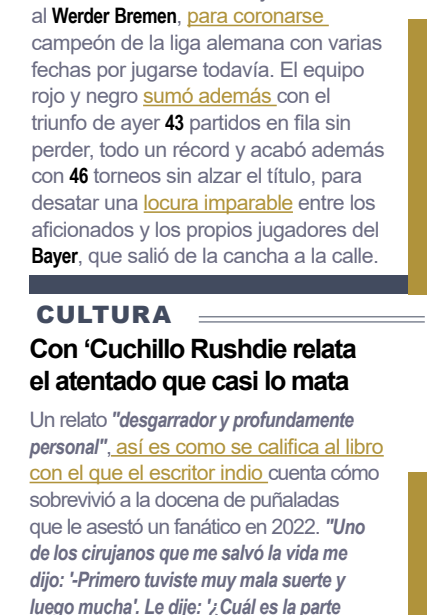 al Werder Bremen, para coronarse
campeón de la liga alemana con varias
fechas por jugarse todavía. El equipo
rojo y negro sumó además con el
triunfo de ayer 43 partidos en fila sin
perder, todo un récord y acabó además
con 46 torneos sin alzar el título, para
desatar una locura imparable entre los
aficionados y los propios jugadores del
Bayer, que salió de la cancha a la calle.
CULTURA
Con ‘Cuchillo Rushdie relata
el atentado que casi lo mata
Un relato "desgarrador y profundamente
personal", así es como se califica al libro
con el que el escritor indio cuenta cómo
sobrevivió a la docena de puñaladas
que le asestó un fanático en 2022. "Uno
de los cirujanos que me salvó la vida me
dijo: '-Primero tuviste muy mala suerte y
luego mucha'. Le dije: '¿Cuál es la parte